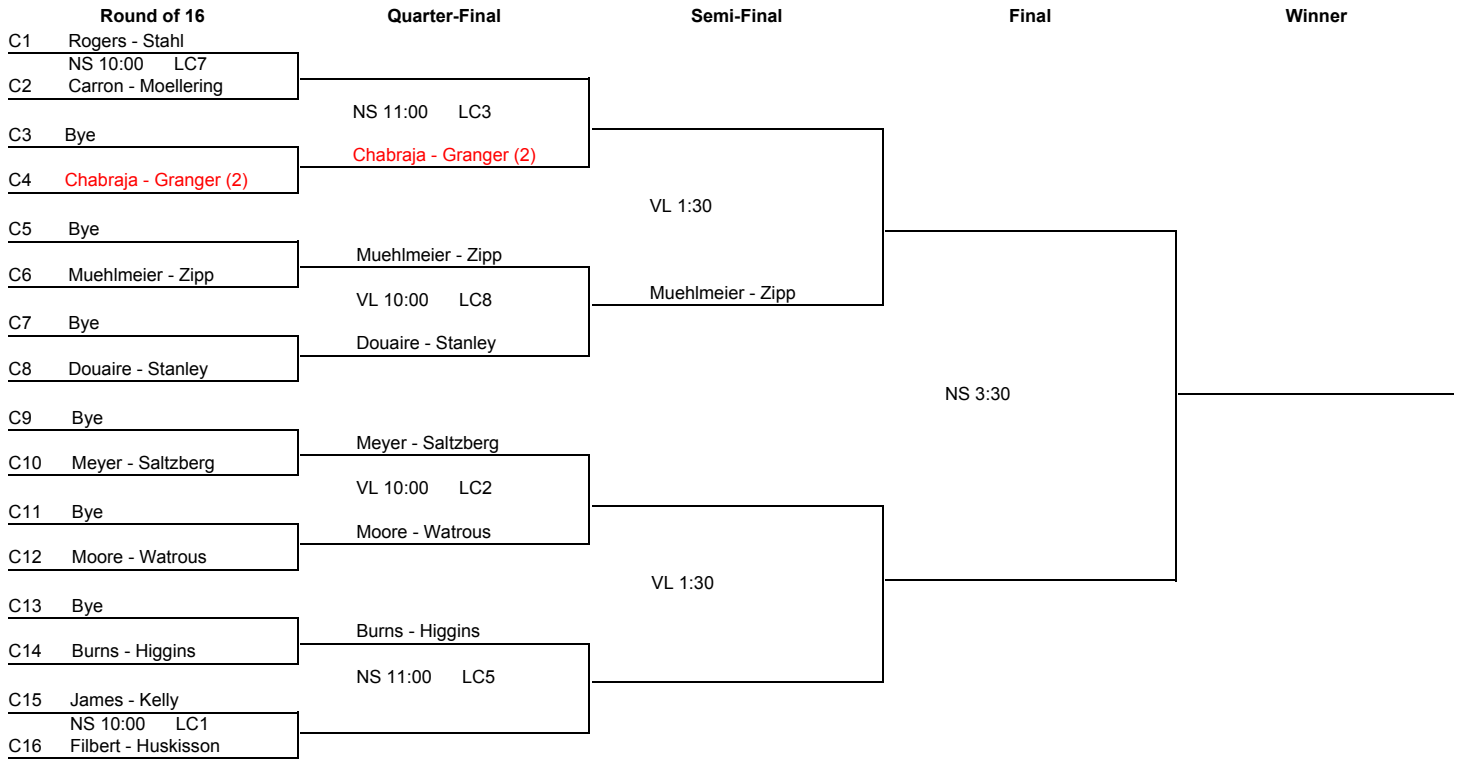 Round of 16 Quarter-Final Semi-Final Final Winner
C1 Rogers - Stahl
NS 10:00 LC7
C2 Carron - Moellering
NS 11:00 LC3
C3 Bye
Chabraja - Granger (2)
C4 Chabraja - Granger (2)
VL 1:30
C5 Bye
Muehlmeier - Zipp
C6 Muehlmeier - Zipp
Muehlmeier - Zipp
VL 10:00 LC8
C7 Bye
Douaire - Stanley
C8 Douaire - Stanley
NS 3:30
C9 Bye
Meyer - Saltzberg
C10 Meyer - Saltzberg
VL 10:00 LC2
C11 Bye
Moore - Watrous
C12 Moore - Watrous
VL 1:30
C13 Bye
Burns - Higgins
C14 Burns - Higgins
NS 11:00 LC5
C15 James - Kelly
NS 10:00 LC1
C16 Filbert - Huskisson